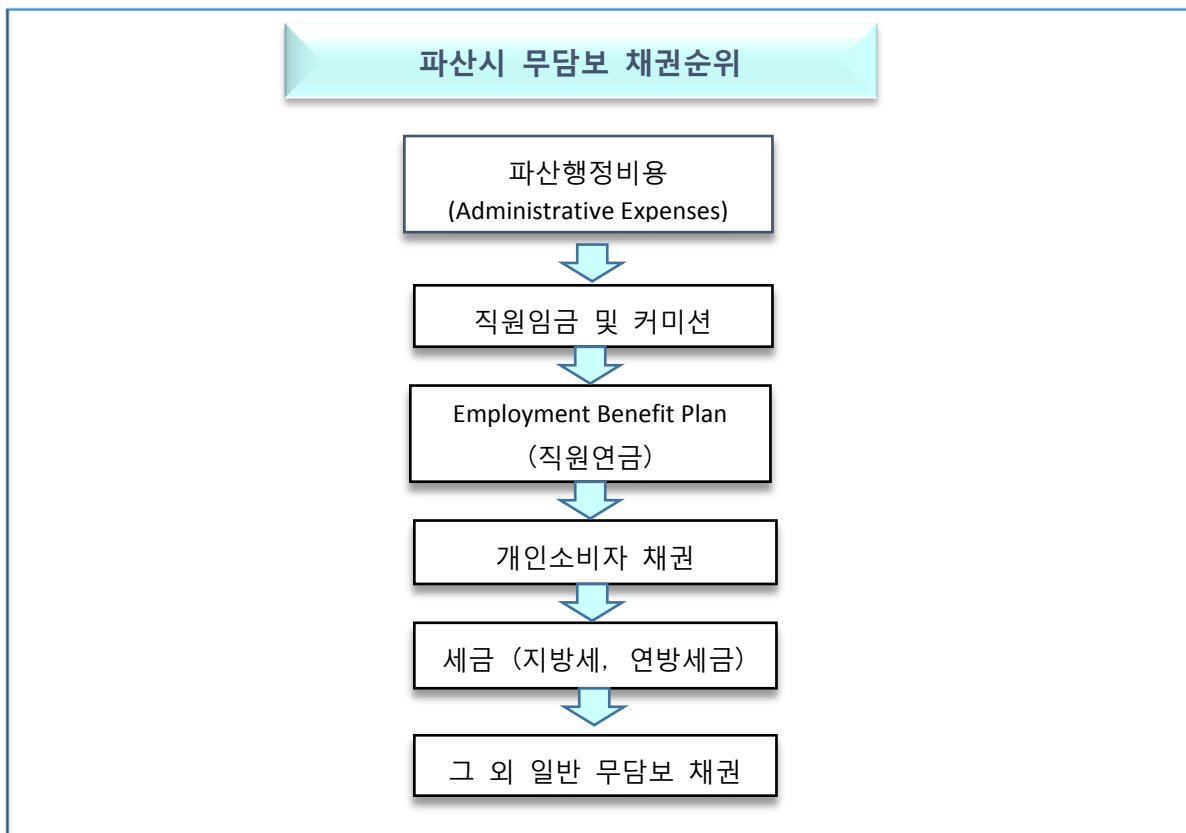 파산시 무담보 채권순위
파산행정비용
(Administrative Expenses)
직원임금 및 커미션
Employment Benefit Plan
(직원연금)
개인소비자 채권
세금 (지방세, 연방세금)
그 외 일반 무담보 채권